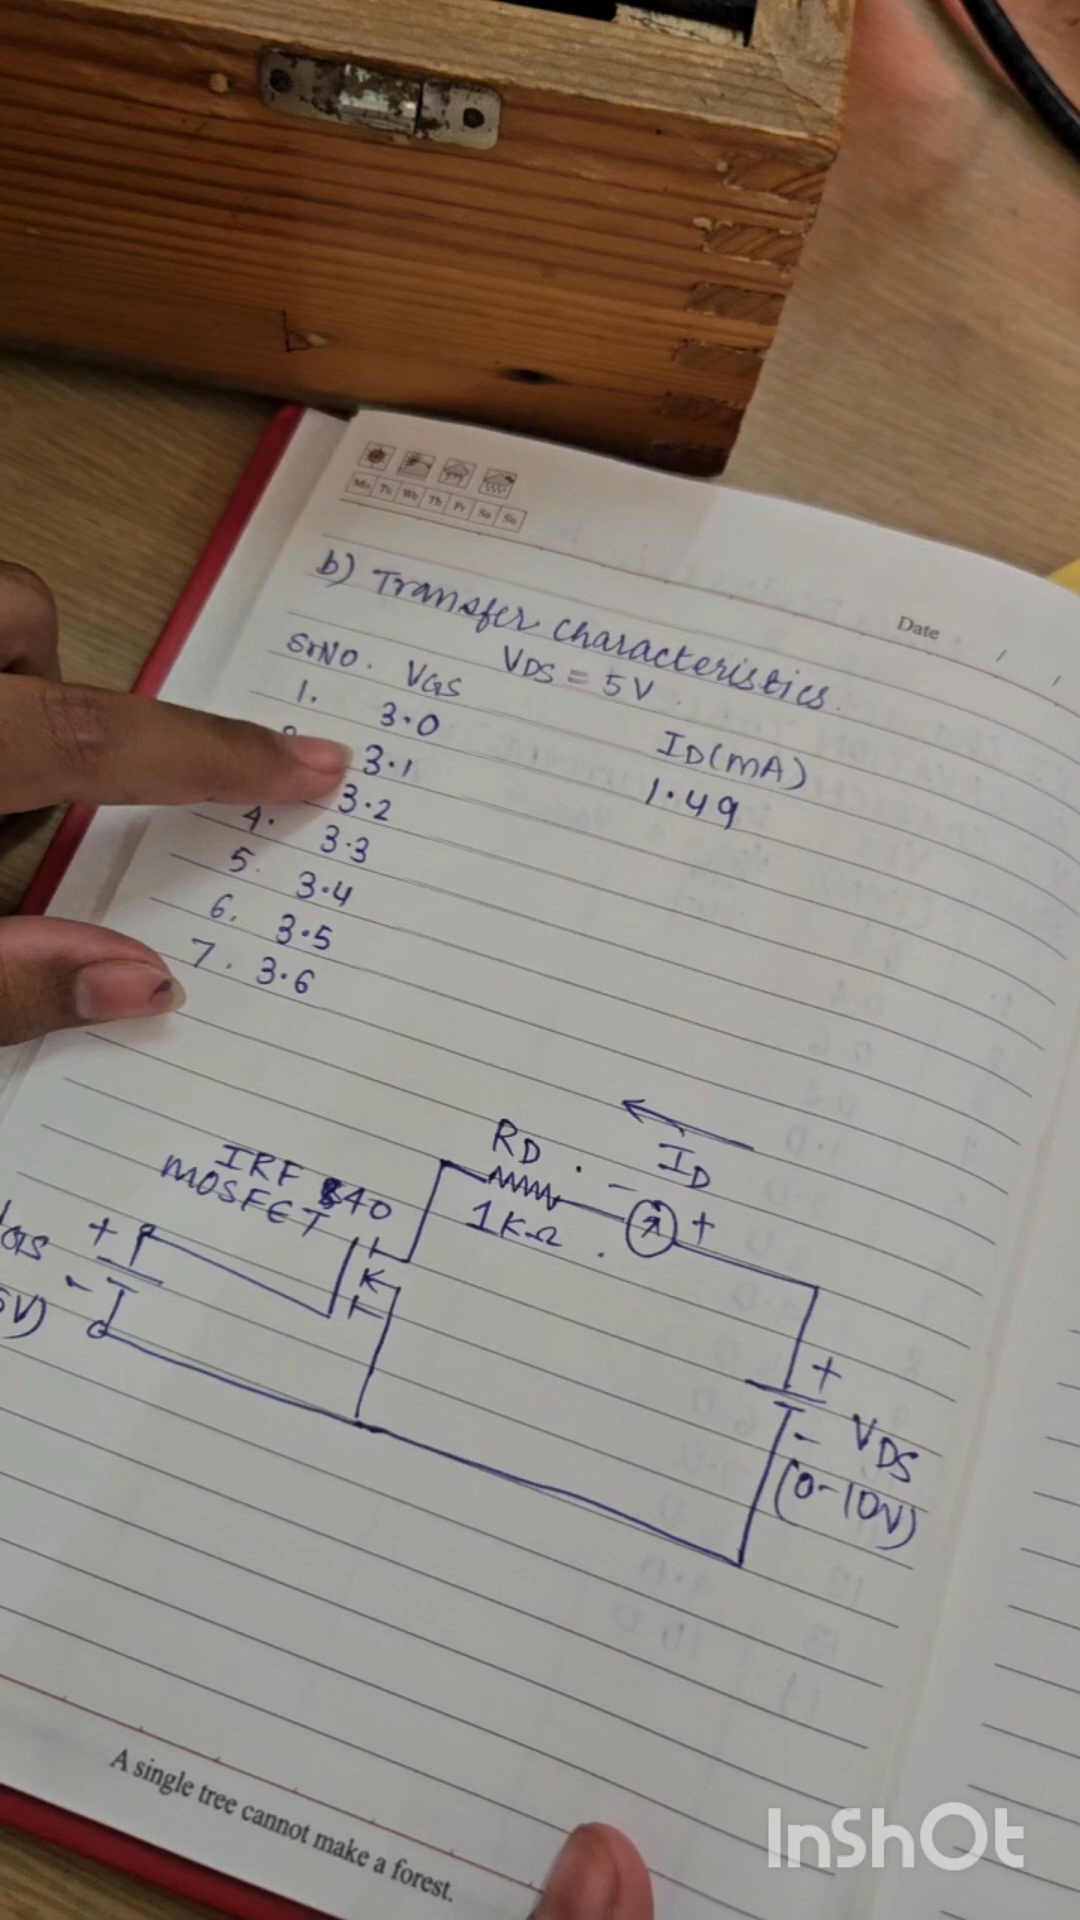 Mo Tu We Th Fr Sa Su
Date
b) Transfer characteristics.
VDS = 5V.
SrNO. VGS ID(mA)
1. 3.0 1.49
3.1
3.2
4. 3.3
5. 3.4
6. 3.5
7. 3.6
ID
RD
1KΩ
- +
IRF 840
MOSFET
+
-
+
-
VDS
(0-10V)
A single tree cannot make a forest.
InShOt